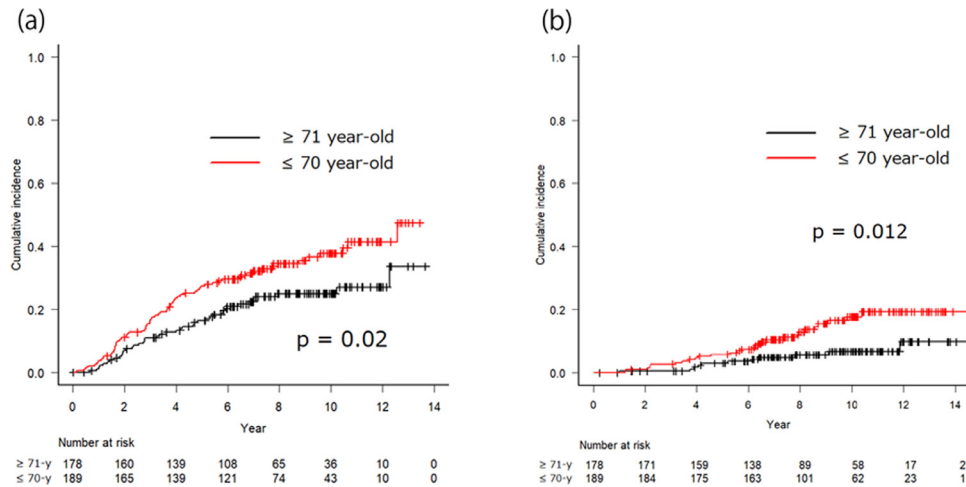 (a)
1.0
0.8
0.6
0.4
0.2
0.0
Cumulative incidence
≥ 71 year-old
≤ 70 year-old
p = 0.02
0 2 4 6 8 10 12 14
Year
Number at risk
≥ 71-y 178 160 139 108 65 36 10 0
≤ 70-y 189 165 139 121 74 43 10 0
(b)
1.0
0.8
0.6
0.4
0.2
0.0
Cumulative incidence
≥ 71 year-old
≤ 70 year-old
p = 0.012
0 2 4 6 8 10 12 14
Year
Number at risk
≥ 71-y 178 171 159 138 89 58 17 2
≤ 70-y 189 184 175 163 101 62 23 1